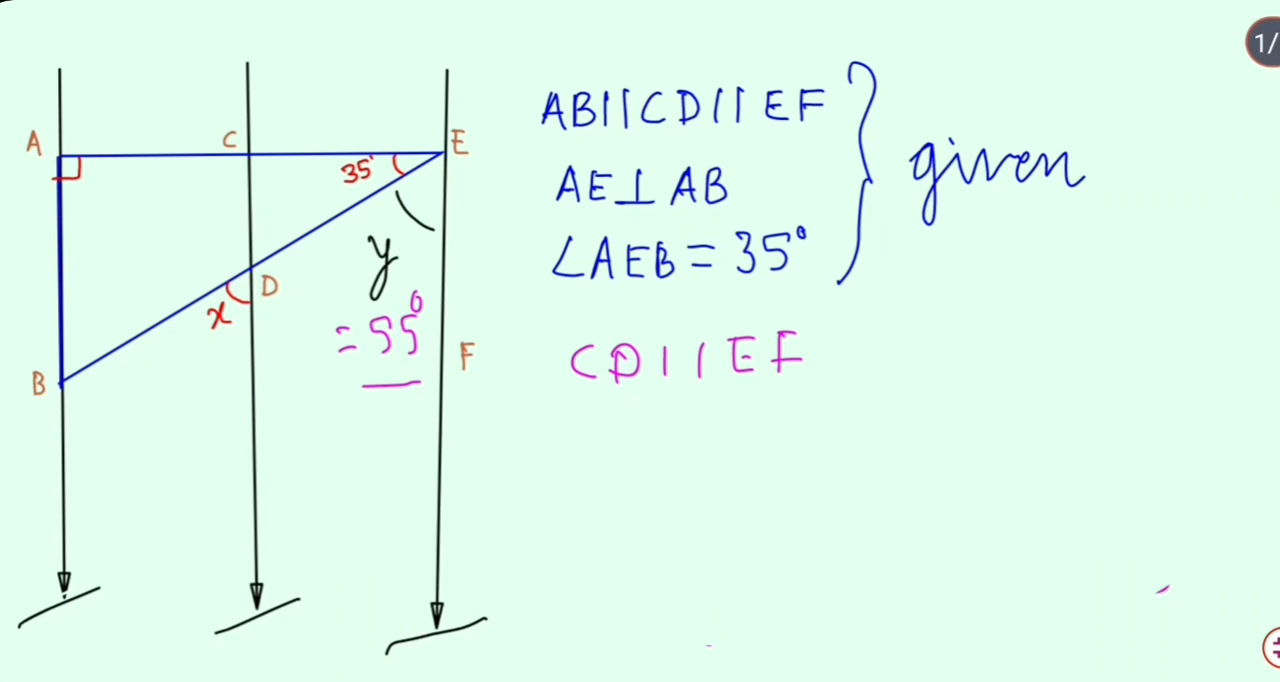 1/
A
C
E
35°
AB||CD||EF
AE⊥AB
∠AEB = 35°
given
y
= 55°
x
D
B
F
CD||EF